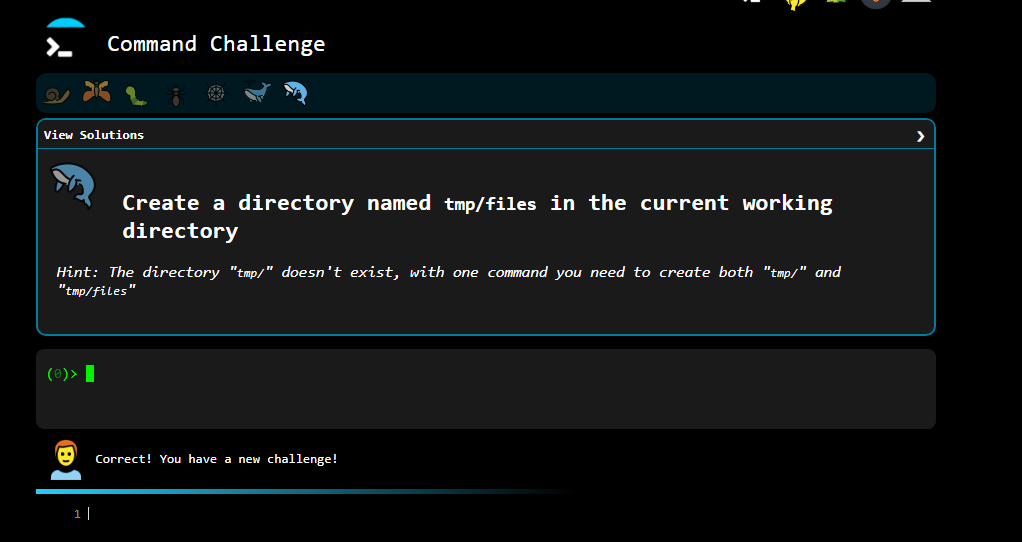 Command Challenge
View Solutions
Create a directory named tmp/files in the current working
directory
Hint: The directory "tmp/" doesn't exist, with one command you need to create both "tmp/" and
"tmp/files"
(0)>
Correct! You have a new challenge!
1